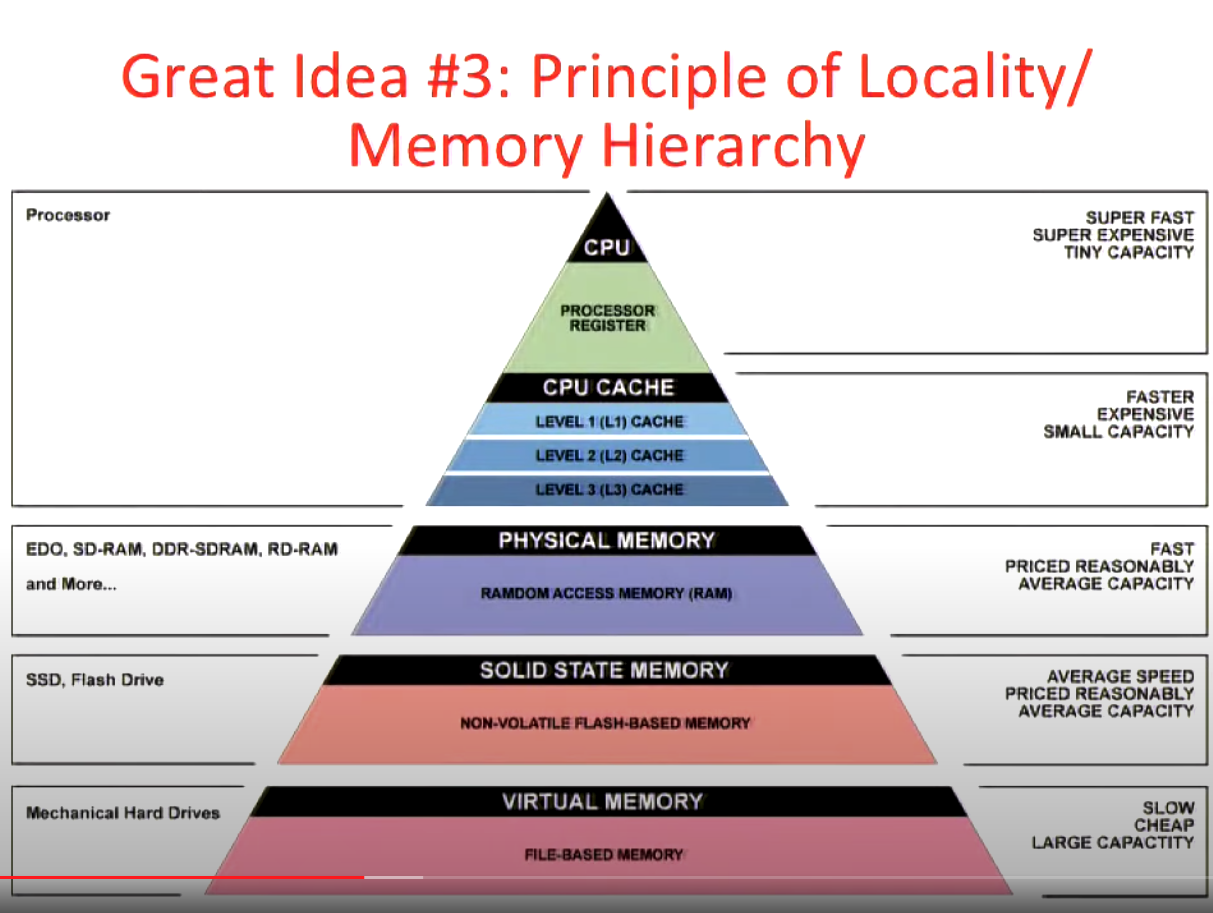 Great Idea #3: Principle of Locality/
Memory Hierarchy
Processor
CPU
SUPER FAST
SUPER EXPENSIVE
TINY CAPACITY
PROCESSOR
REGISTER
CPU CACHE
LEVEL 1 (L1) CACHE
LEVEL 2 (L2) CACHE
LEVEL 3 (L3) CACHE
FASTER
EXPENSIVE
SMALL CAPACITY
EDO, SD-RAM, DDR-SDRAM, RD-RAM
and More...
PHYSICAL MEMORY
RAMDOM ACCESS MEMORY (RAM)
FAST
PRICED REASONABLY
AVERAGE CAPACITY
SSD, Flash Drive
SOLID STATE MEMORY
NON-VOLATILE FLASH-BASED MEMORY
AVERAGE SPEED
PRICED REASONABLY
AVERAGE CAPACITY
Mechanical Hard Drives
VIRTUAL MEMORY
FILE-BASED MEMORY
SLOW
CHEAP
LARGE CAPACTITY